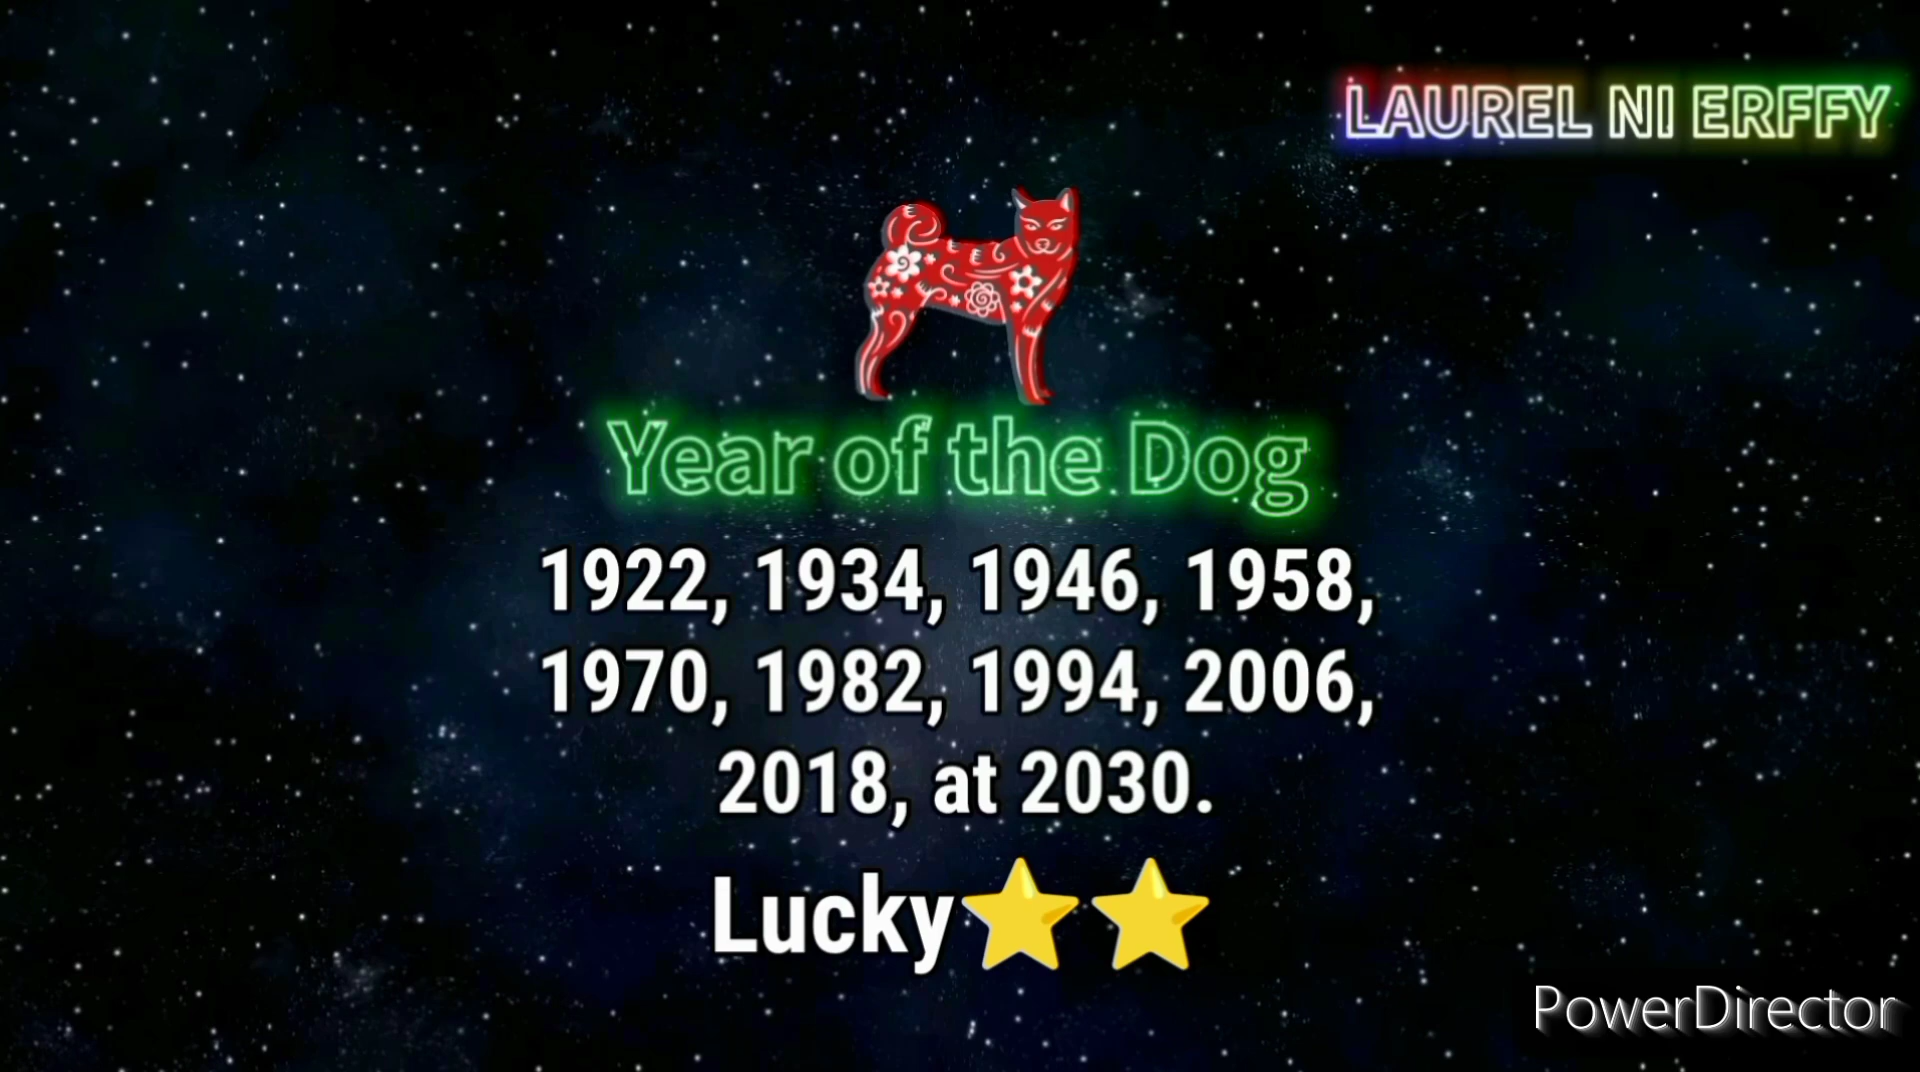 LAUREL NI ERFFY
Year of the Dog
1922, 1934, 1946, 1958,
1970, 1982, 1994, 2006,
2018, at 2030.
Lucky⭐⭐
PowerDirector